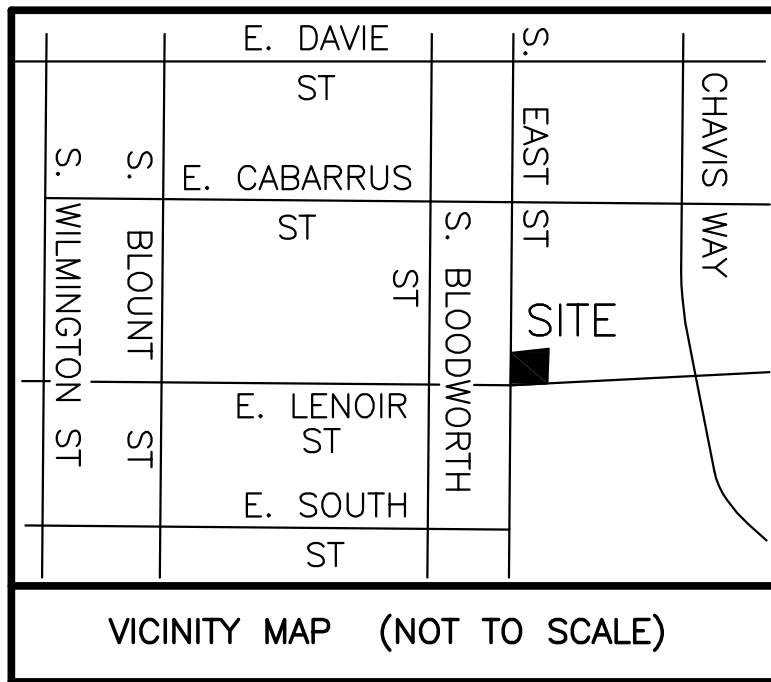 E. DAVIE
ST
S. EAST ST
CHAVIS WAY
E. CABARRUS
ST
S. WILMINGTON ST
S. BLOUNT ST
S. BLOODWORTH
ST
SITE
E. LENOIR
ST
E. SOUTH
ST
VICINITY MAP (NOT TO SCALE)